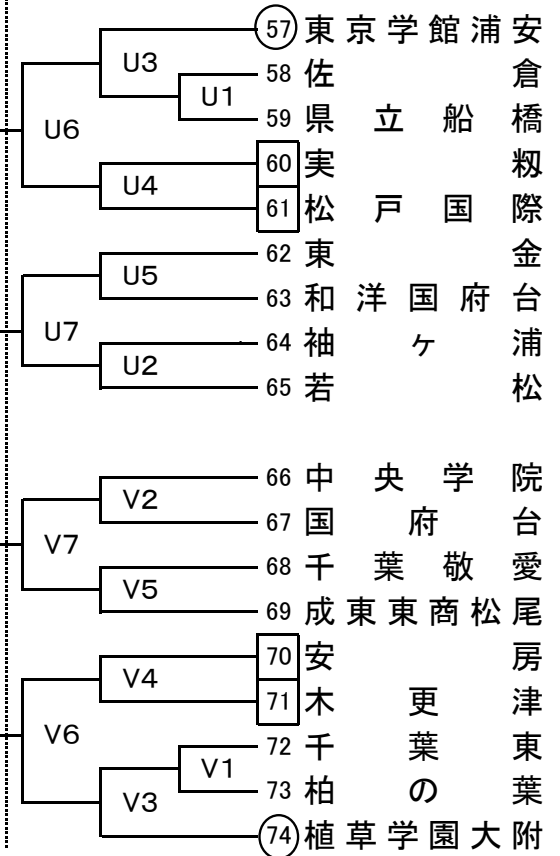 57 東京学館浦安
U3
58 佐倉
U1
59 県立船橋
U6
60 実籾
U4
61 松戸国際
62 東金
U5
63 和洋国府台
U7
64 袖ヶ浦
U2
65 若松
66 中央学院
V2
67 国府台
V7
68 千葉敬愛
V5
69 成東東商松尾
70 安房
V4
71 木更津
V6
72 千葉東
V1
73 柏の葉
V3
74 植草学園大附